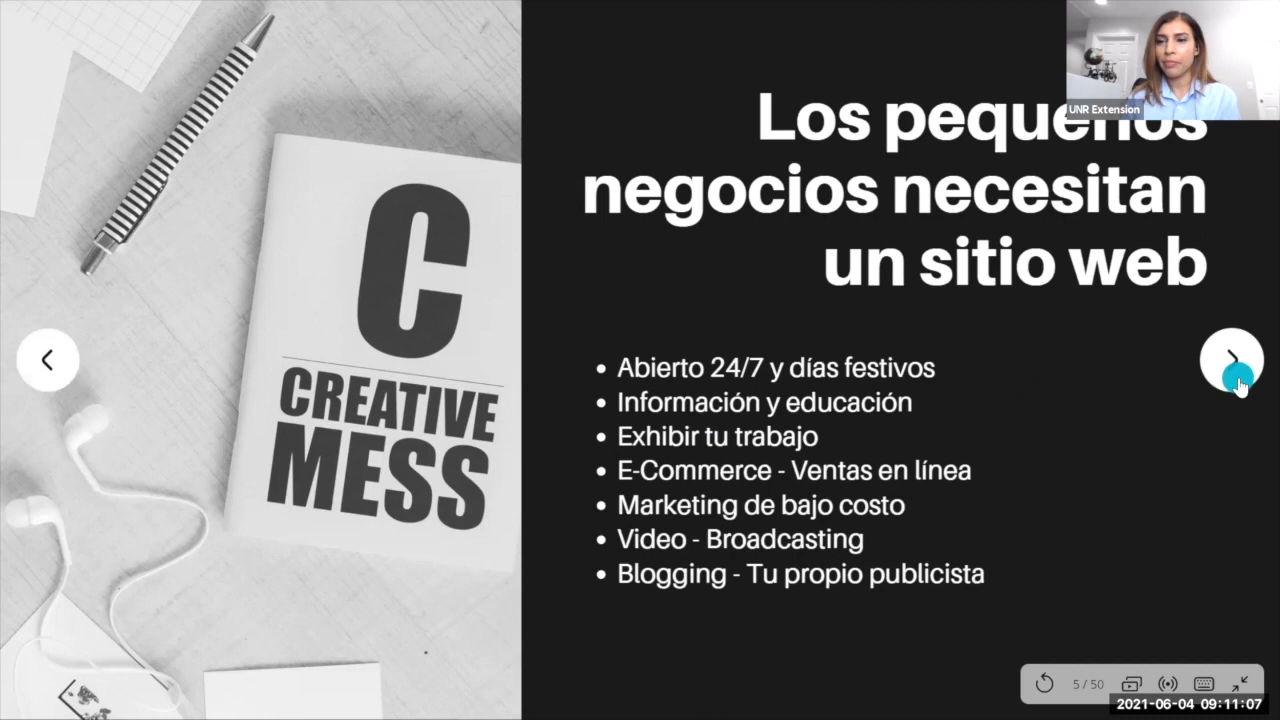 Los pequeños
negocios necesitan
un sitio web
Abierto 24/7 y días festivos
Información y educación
Exhibir tu trabajo
E-Commerce - Ventas en línea
Marketing de bajo costo
Video - Broadcasting
Blogging - Tu propio publicista
C
CREATIVE
MESS
UNR Extension
5 / 50
2021-06-04 09:11:07